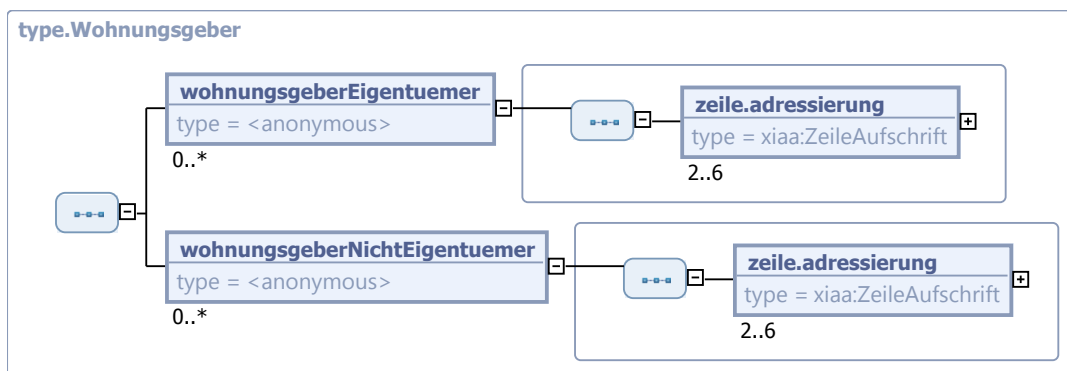 type.Wohnungsgeber
wohnungsgeberEigentuemer
type = <anonymous>
0..*
zeile.adressierung
type = xiaa:ZeileAufschrift
2..6
wohnungsgeberNichtEigentuemer
type = <anonymous>
0..*
zeile.adressierung
type = xiaa:ZeileAufschrift
2..6